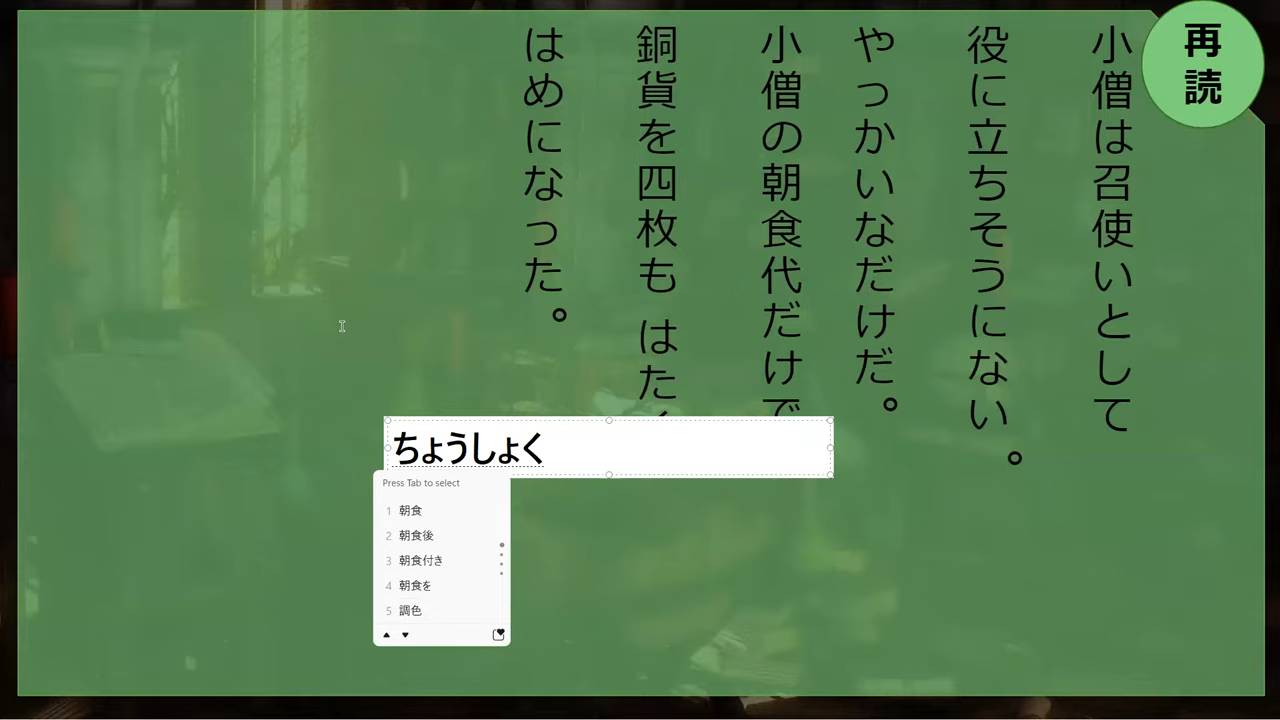 再読
小僧は召使いとして
役に立ちそうにない。
やっかいなだけだ。
小僧の朝食代だけで
銅貨を四枚も はたく
はめになった。
ちょうしょく
Press Tab to select
1 朝食
2 朝食後
3 朝食付き
4 朝食を
5 調色